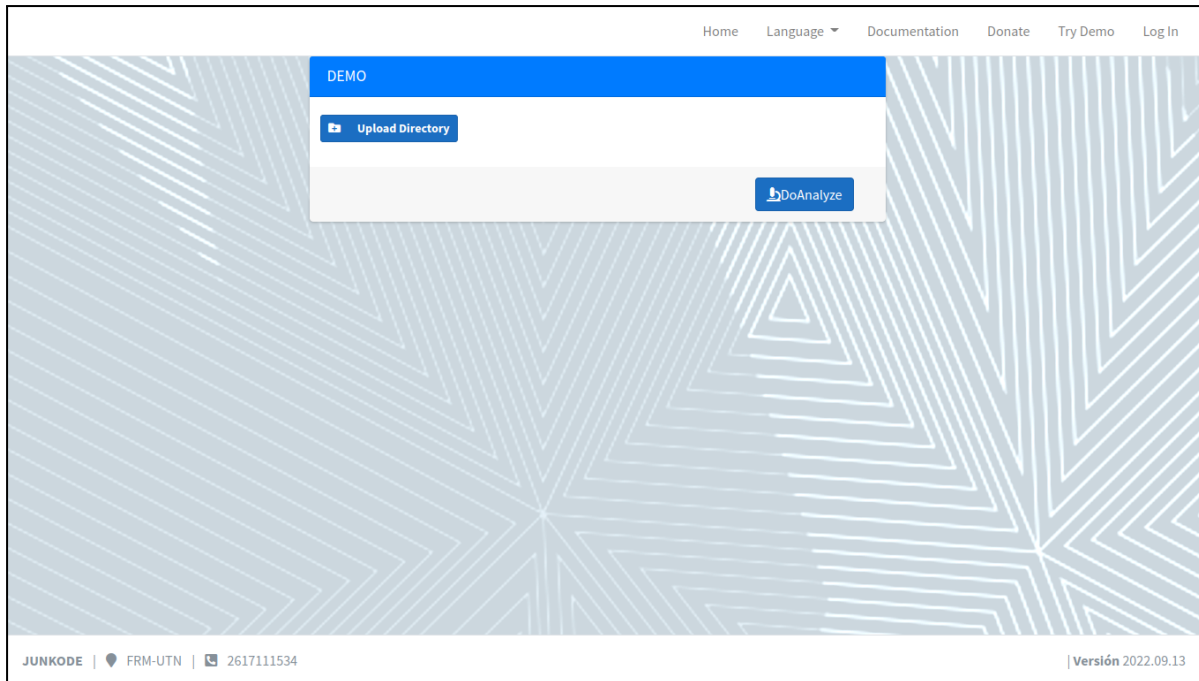 Home Language Documentation Donate Try Demo Log In
DEMO
Upload Directory
DoAnalyze
JUNKODE | FRM-UTN | 2617111534
| Versión 2022.09.13